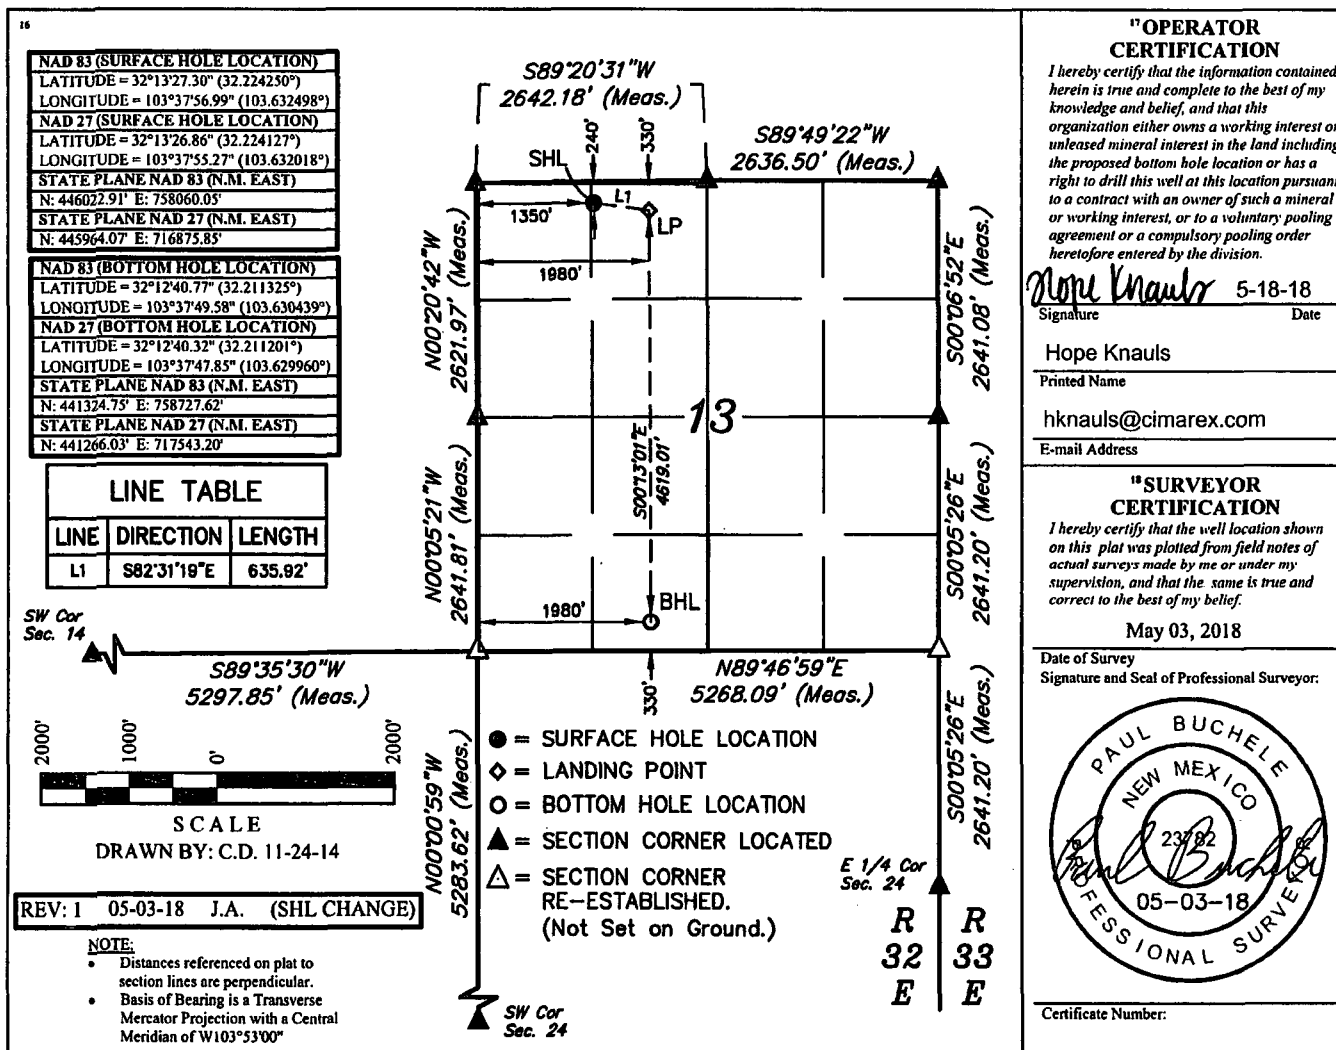 16
NAD 83 (SURFACE HOLE LOCATION)
LATITUDE = 32°13'27.30" (32.224250°)
LONGITUDE = 103°37'56.99" (103.632498°)
NAD 27 (SURFACE HOLE LOCATION)
LATITUDE = 32°13'26.86" (32.224127°)
LONGITUDE = 103°37'55.27" (103.632018°)
STATE PLANE NAD 83 (N.M. EAST)
N: 446022.91' E: 758060.05'
STATE PLANE NAD 27 (N.M. EAST)
N: 445964.07' E: 716875.85'
NAD 83 (BOTTOM HOLE LOCATION)
LATITUDE = 32°12'40.77" (32.211325°)
LONGITUDE = 103°37'49.58" (103.630439°)
NAD 27 (BOTTOM HOLE LOCATION)
LATITUDE = 32°12'40.32" (32.211201°)
LONGITUDE = 103°37'47.85" (103.629960°)
STATE PLANE NAD 83 (N.M. EAST)
N: 441324.75' E: 758727.62'
STATE PLANE NAD 27 (N.M. EAST)
N: 441266.03' E: 717543.20'
LINE TABLE
LINE DIRECTION LENGTH
L1 S82°31'19"E 635.92'
S89°20'31"W
2642.18' (Meas.)
S89°49'22"W
2636.50' (Meas.)
240'
330'
SHL
L1
LP
1350'
1980'
N00°20'42"W
2621.97' (Meas.)
S00°06'52"E
2641.08' (Meas.)
13
S00°13'01"E
4619.01'
N00°05'21"W
2641.81' (Meas.)
S00°05'26"E
2641.20' (Meas.)
1980'
BHL
SW Cor
Sec. 14
S89°35'30"W
5297.85' (Meas.)
N89°46'59"E
5268.09' (Meas.)
330'
N00°00'59"W
5283.62' (Meas.)
S00°05'26"E
2641.20' (Meas.)
2000'
1000'
0'
2000'
SCALE
DRAWN BY: C.D. 11-24-14
REV: 1 05-03-18 J.A. (SHL CHANGE)
NOTE:
• Distances referenced on plat to
section lines are perpendicular.
• Basis of Bearing is a Transverse
Mercator Projection with a Central
Meridian of W103°53'00"
= SURFACE HOLE LOCATION
= LANDING POINT
= BOTTOM HOLE LOCATION
= SECTION CORNER LOCATED
= SECTION CORNER
RE-ESTABLISHED.
(Not Set on Ground.)
E 1/4 Cor
Sec. 24
R R
32 33
E E
SW Cor
Sec. 24
17 OPERATOR
CERTIFICATION
I hereby certify that the information contained
herein is true and complete to the best of my
knowledge and belief, and that this
organization either owns a working interest or
unleased mineral interest in the land including
the proposed bottom hole location or has a
right to drill this well at this location pursuant
to a contract with an owner of such a mineral
or working interest, or to a voluntary pooling
agreement or a compulsory pooling order
heretofore entered by the division.
Hope Knauls 5-18-18
Signature Date
Hope Knauls
Printed Name
hknauls@cimarex.com
E-mail Address
18 SURVEYOR
CERTIFICATION
I hereby certify that the well location shown
on this plat was plotted from field notes of
actual surveys made by me or under my
supervision, and that the same is true and
correct to the best of my belief.
May 03, 2018
Date of Survey
Signature and Seal of Professional Surveyor:
PAUL BUCHELE
NEW MEXICO
23782
Paul Buchele
05-03-18
PROFESSIONAL SURVEYOR
Certificate Number: